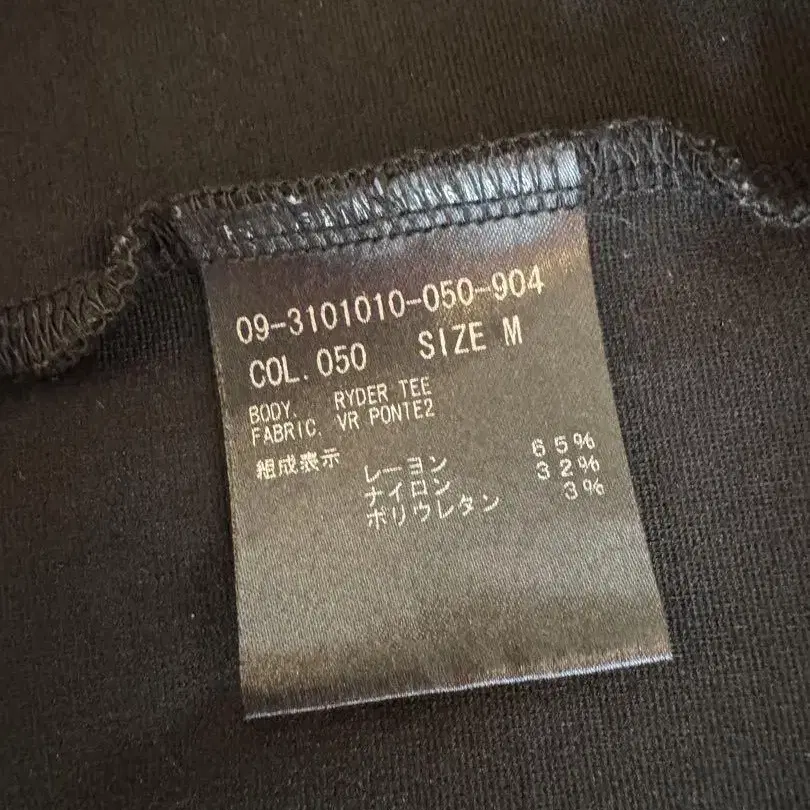 09-3101010-050-904
COL. 050 SIZE M
BODY. RYDER TEE
FABRIC. VR PONTE2
組成表示
レーヨン 65%
ナイロン 32%
ポリウレタン 3%